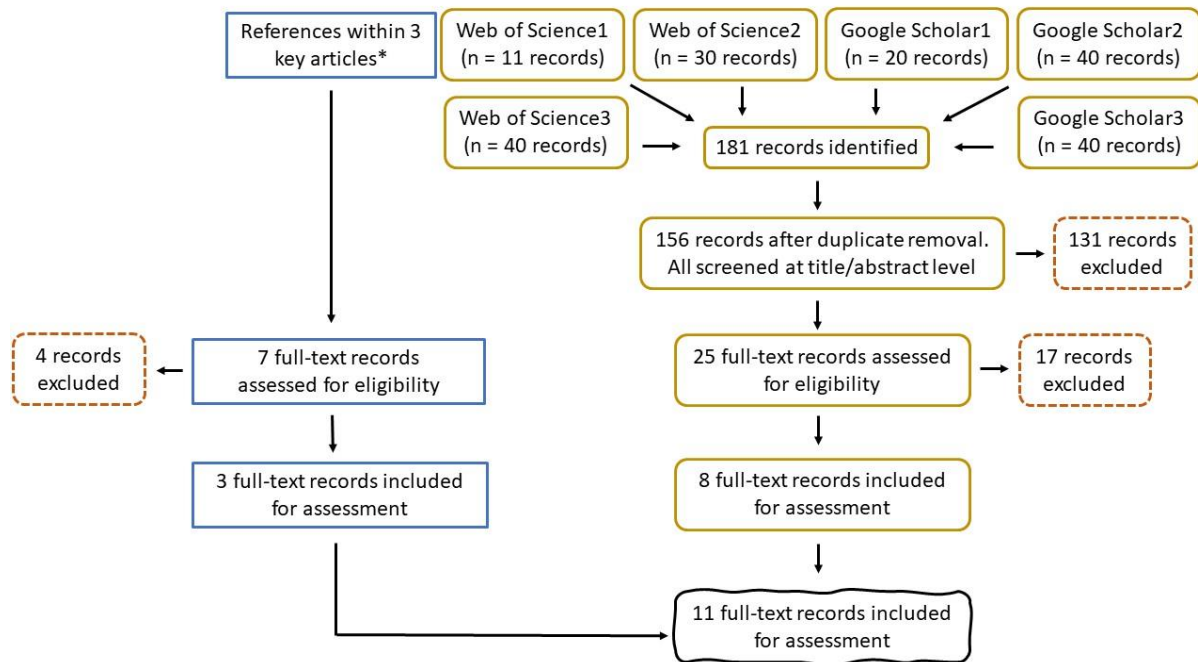 References within 3
key articles*
Web of Science1
(n = 11 records)
Web of Science2
(n = 30 records)
Google Scholar1
(n = 20 records)
Google Scholar2
(n = 40 records)
Web of Science3
(n = 40 records)
181 records identified
Google Scholar3
(n = 40 records)
156 records after duplicate removal.
All screened at title/abstract level
131 records
excluded
4 records
excluded
7 full-text records
assessed for eligibility
25 full-text records assessed
for eligibility
17 records
excluded
3 full-text records included
for assessment
8 full-text records included
for assessment
11 full-text records included
for assessment